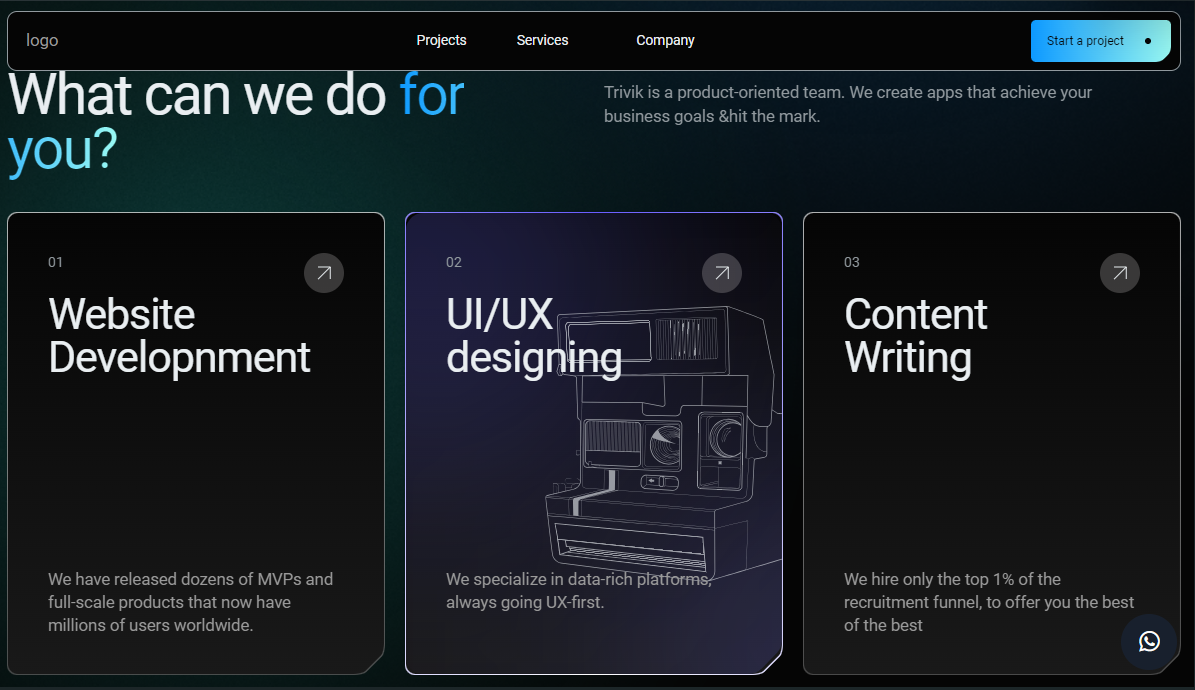 logo
Projects
Services
Company
Start a project
What can we do for
you?
Trivik is a product-oriented team. We create apps that achieve your
business goals &hit the mark.
01
Website
Developnment
We have released dozens of MVPs and
full-scale products that now have
millions of users worldwide.
02
UI/UX
designing
We specialize in data-rich platforms,
always going UX-first.
03
Content
Writing
We hire only the top 1% of the
recruitment funnel, to offer you the best
of the best